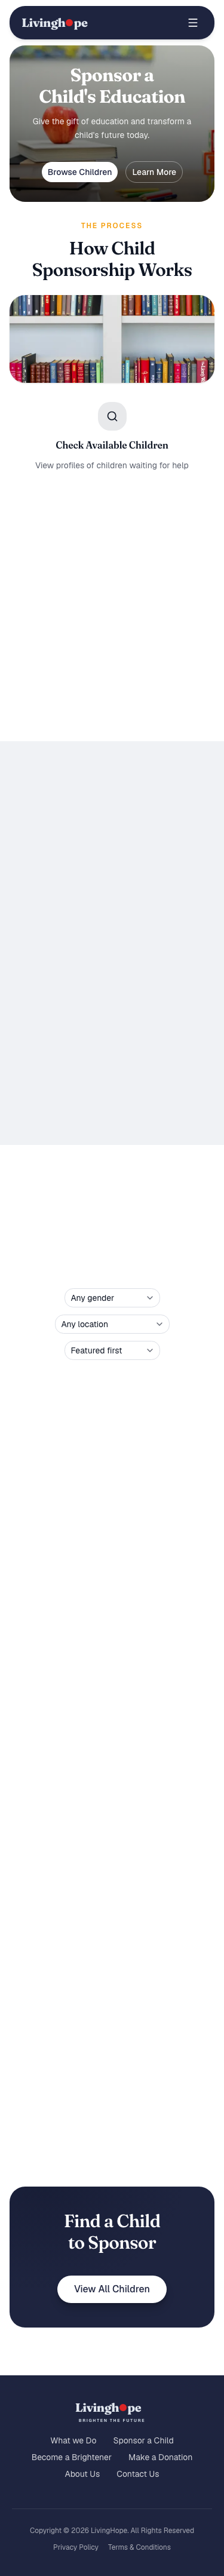 Livinghope
Sponsor a
Child's Education
Give the gift of education and transform a
child's future today.
Browse Children
Learn More
THE PROCESS
How Child
Sponsorship Works
Check Available Children
View profiles of children waiting for help
Any gender
Any location
Featured first
Find a Child
to Sponsor
View All Children
Livinghope
BRIGHTEN THE FUTURE
What we Do
Sponsor a Child
Become a Brightener
Make a Donation
About Us
Contact Us
Copyright © 2026 LivingHope. All Rights Reserved
Privacy Policy
Terms & Conditions